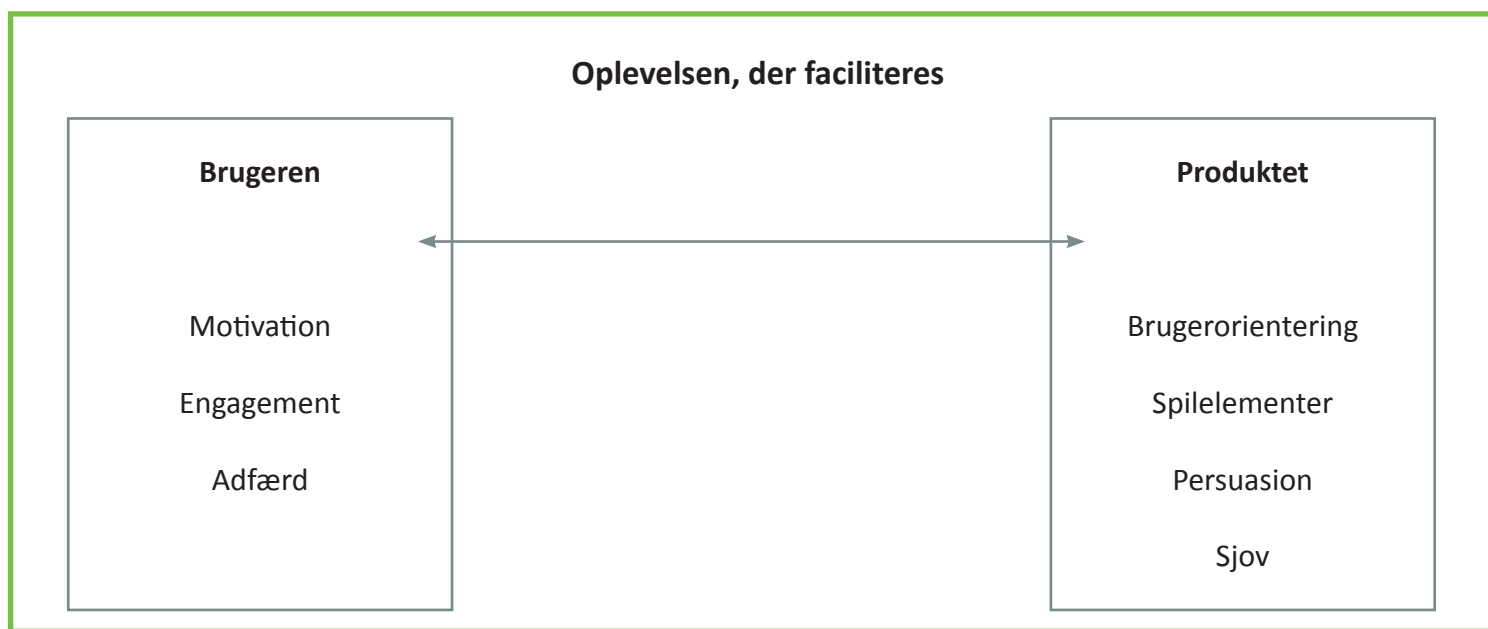 Oplevelsen, der faciliteres
Brugeren
Motivation
Engagement
Adfærd
Produktet
Brugerorientering
Spilelementer
Persuasion
Sjov